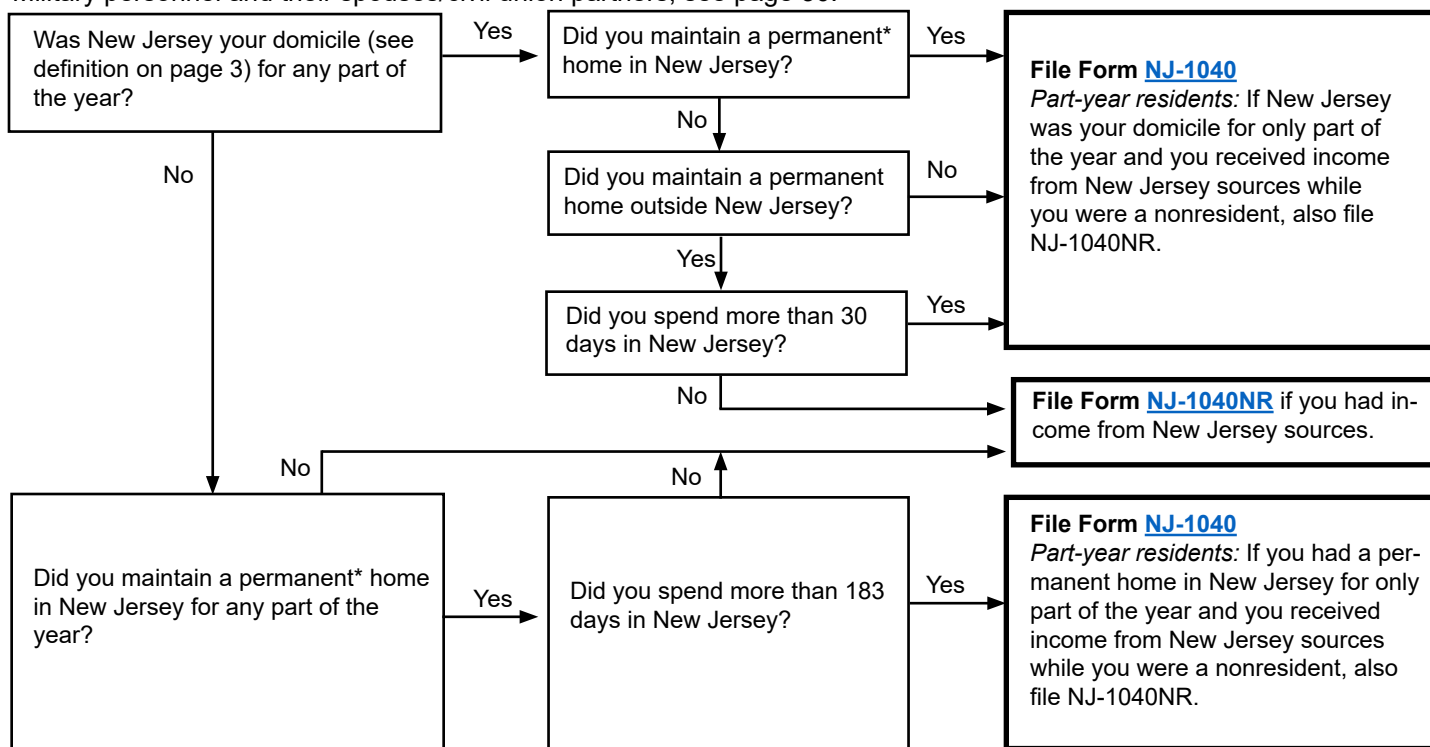 Was New Jersey your domicile (see
definition on page 3) for any part of
the year?
Yes
Did you maintain a permanent*
home in New Jersey?
Yes
File Form NJ-1040
Part-year residents: If New Jersey
was your domicile for only part of
the year and you received income
from New Jersey sources while
you were a nonresident, also file
NJ-1040NR.
No
No
Did you maintain a permanent
home outside New Jersey?
No
Yes
Did you spend more than 30
days in New Jersey?
Yes
No
File Form NJ-1040NR if you had in-
come from New Jersey sources.
No
No
Did you maintain a permanent* home
in New Jersey for any part of the
year?
Yes
Did you spend more than 183
days in New Jersey?
Yes
File Form NJ-1040
Part-year residents: If you had a per-
manent home in New Jersey for only
part of the year and you received
income from New Jersey sources
while you were a nonresident, also
file NJ-1040NR.